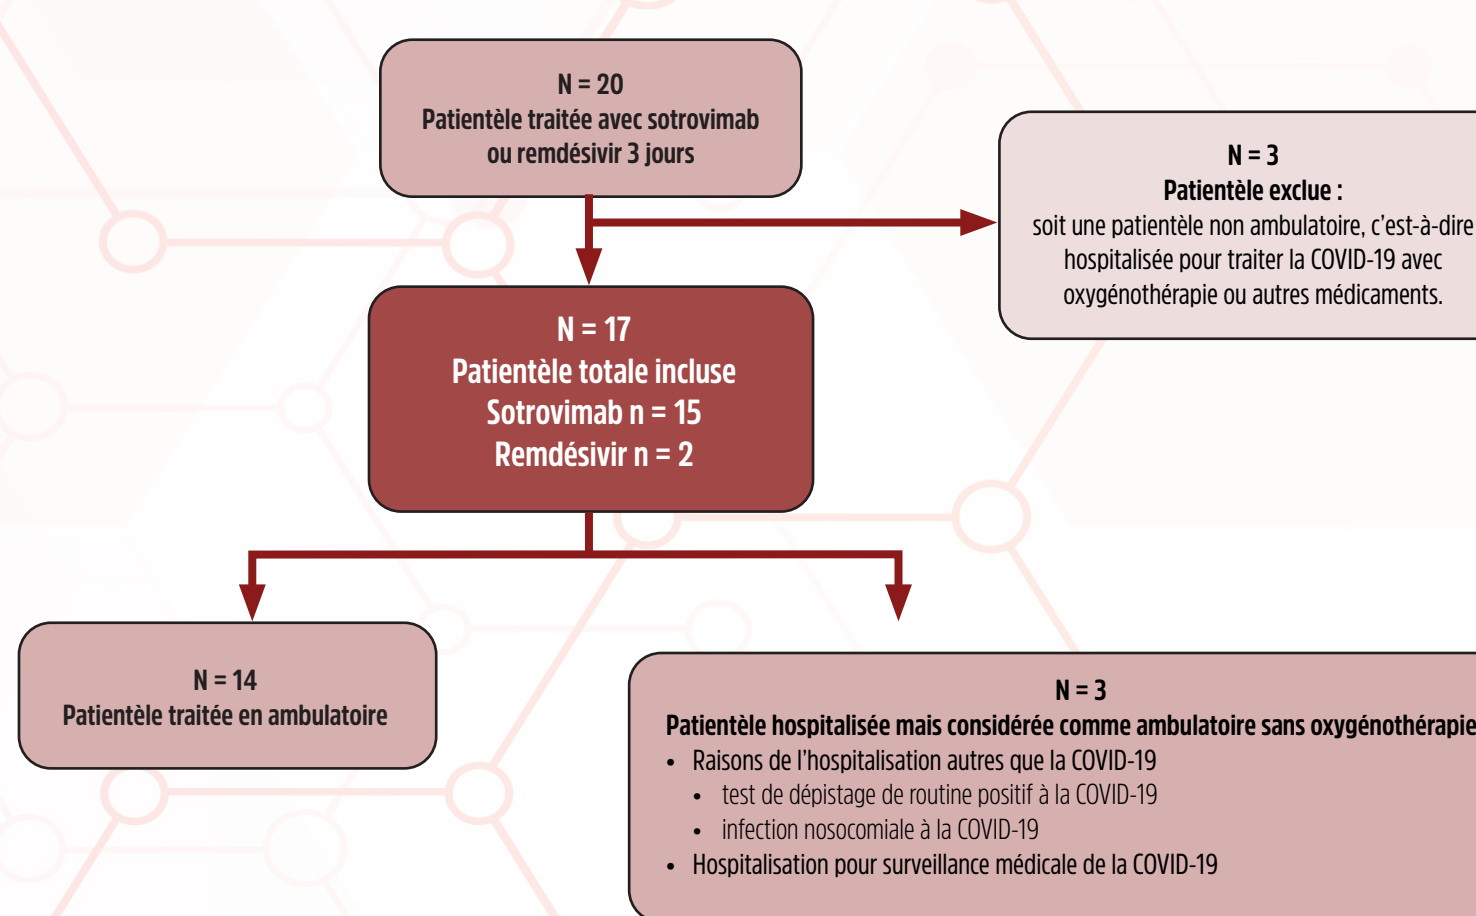 N = 20
Patientèle traitée avec sotrovimab
ou remdésivir 3 jours
N = 3
Patientèle exclue :
soit une patientèle non ambulatoire, c'est-à-dire
hospitalisée pour traiter la COVID-19 avec
oxygénothérapie ou autres médicaments.
N = 17
Patientèle totale incluse
Sotrovimab n = 15
Remdésivir n = 2
N = 14
Patientèle traitée en ambulatoire
N = 3
Patientèle hospitalisée mais considérée comme ambulatoire sans oxygénothérapie
• Raisons de l'hospitalisation autres que la COVID-19
• test de dépistage de routine positif à la COVID-19
• infection nosocomiale à la COVID-19
• Hospitalisation pour surveillance médicale de la COVID-19